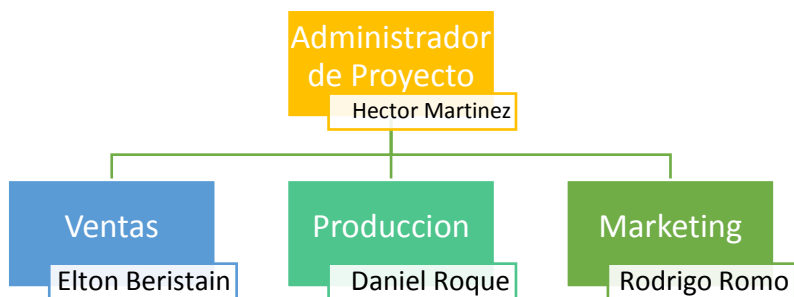 Administrador
de Proyecto
Hector Martinez
Ventas
Elton Beristain
Produccion
Daniel Roque
Marketing
Rodrigo Romo